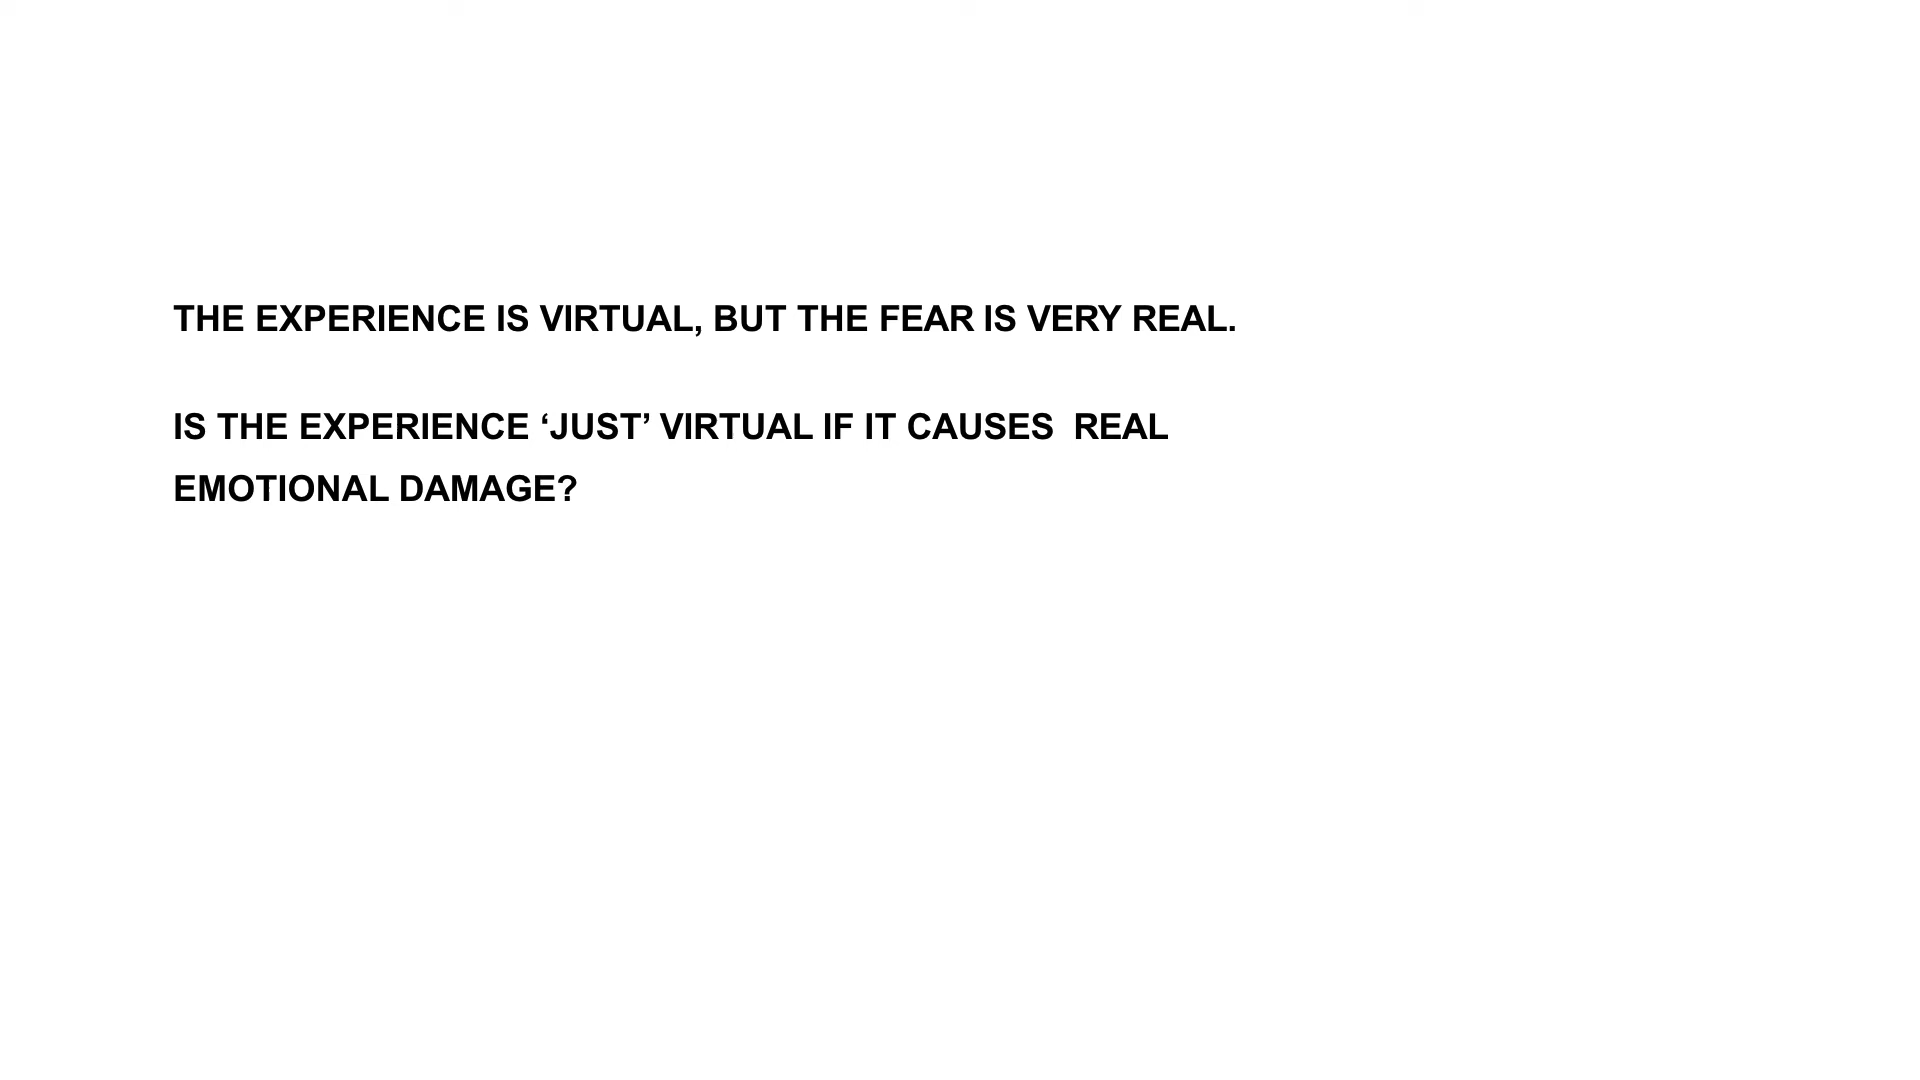 THE EXPERIENCE IS VIRTUAL, BUT THE FEAR IS VERY REAL.
IS THE EXPERIENCE ‘JUST’ VIRTUAL IF IT CAUSES  REAL
EMOTIONAL DAMAGE?